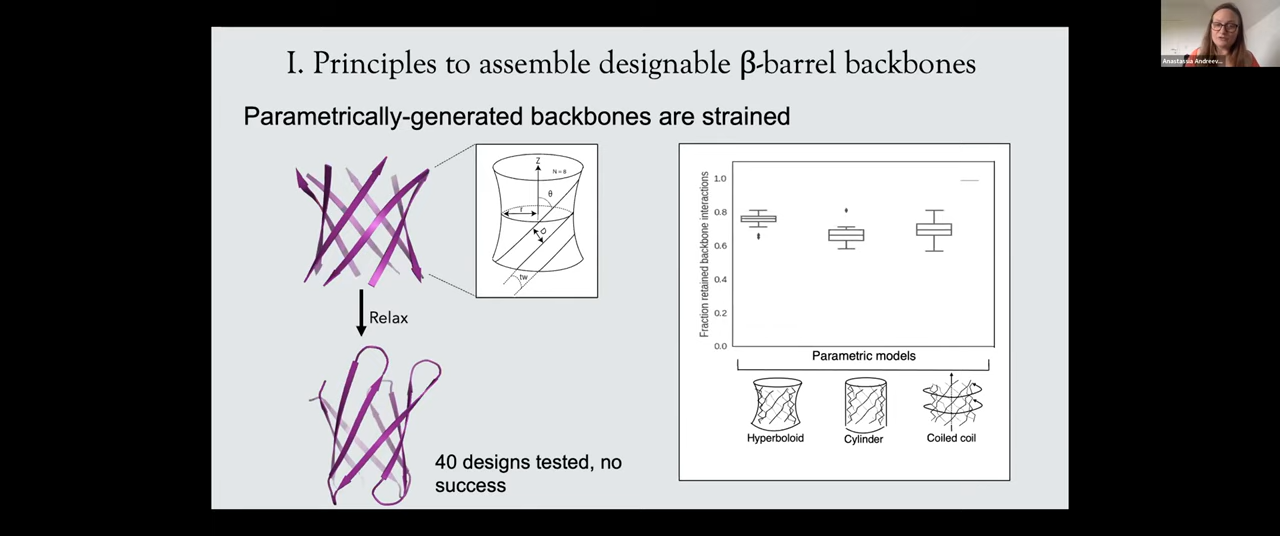 Anastassia Andreev...
I. Principles to assemble designable β-barrel backbones
Parametrically-generated backbones are strained
Z
N = 8
θ
r
tw
Relax
40 designs tested, no
success
Fraction retained backbone interactions
1.0
0.8
0.6
0.4
0.2
0.0
Parametric models
Hyperboloid
Cylinder
Coiled coil